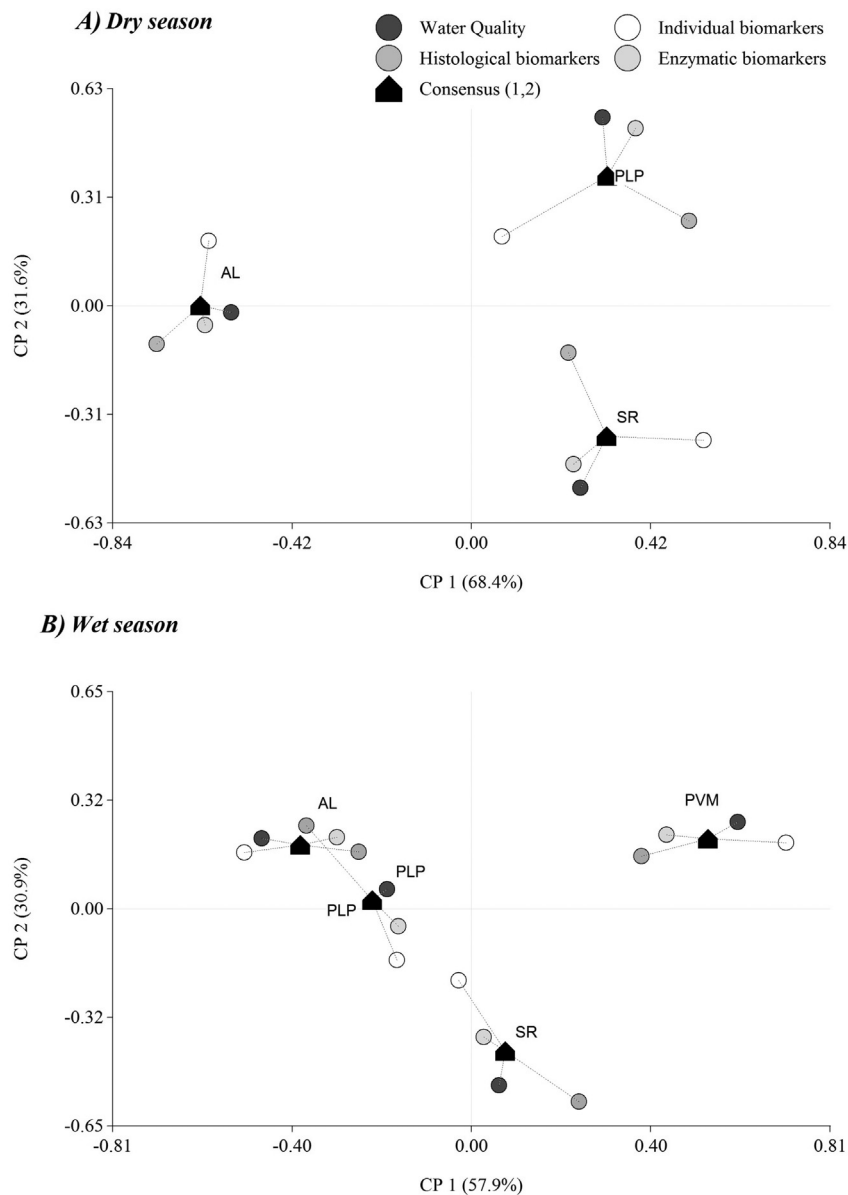 A) Dry season
Water Quality
Individual biomarkers
Histological biomarkers
Enzymatic biomarkers
Consensus (1,2)
0.63
0.31
0.00
-0.31
-0.63
CP 2 (31.6%)
AL
PLP
SR
-0.84
-0.42
0.00
0.42
0.84
CP 1 (68.4%)
B) Wet season
0.65
0.32
0.00
-0.32
-0.65
CP 2 (30.9%)
AL
PVM
PLP
PLP
SR
-0.81
-0.40
0.00
0.40
0.81
CP 1 (57.9%)